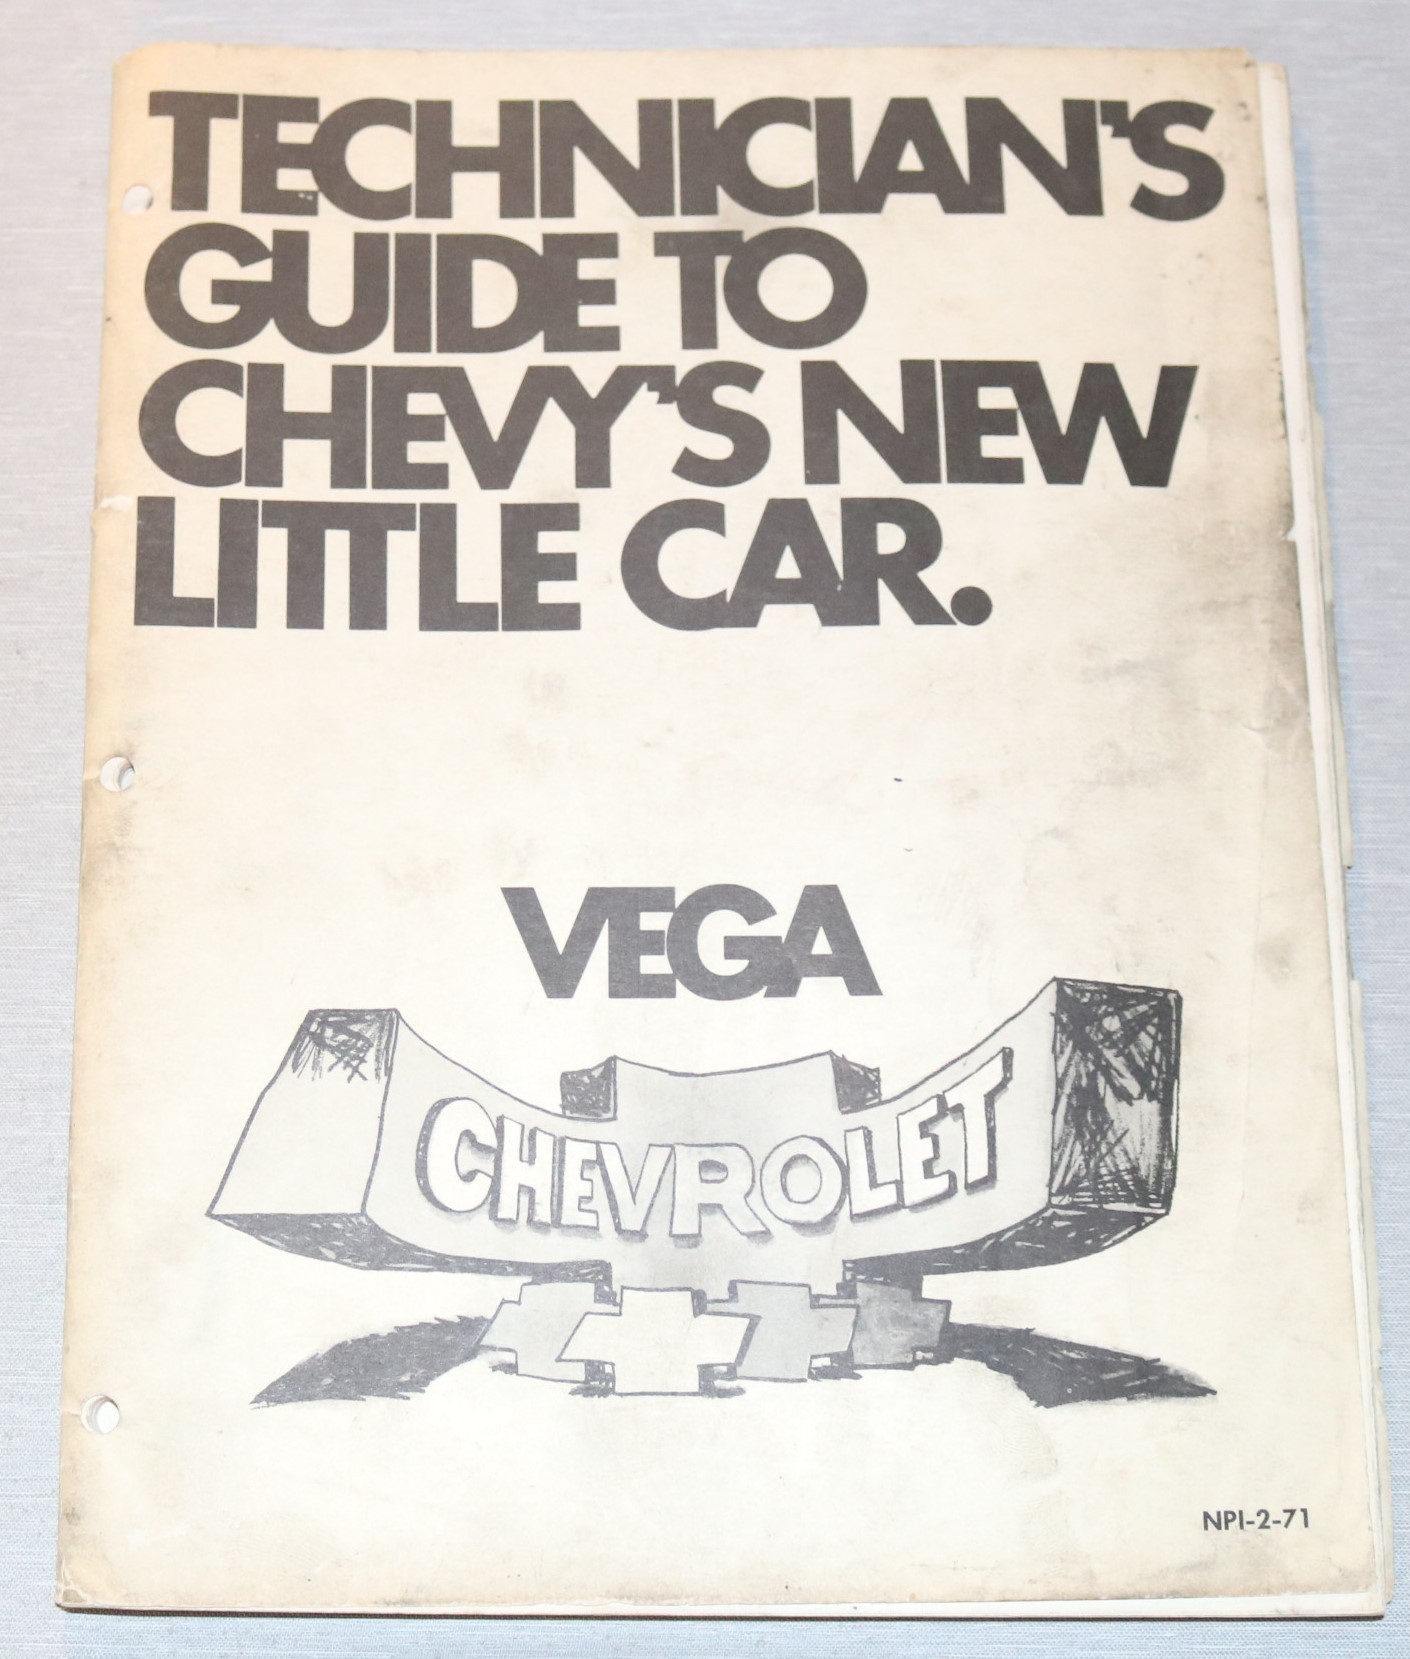 TECHNICIAN'S
GUIDE TO
CHEVY'S NEW
LITTLE CAR.
VEGA
CHEVROLET
NPI-2-71